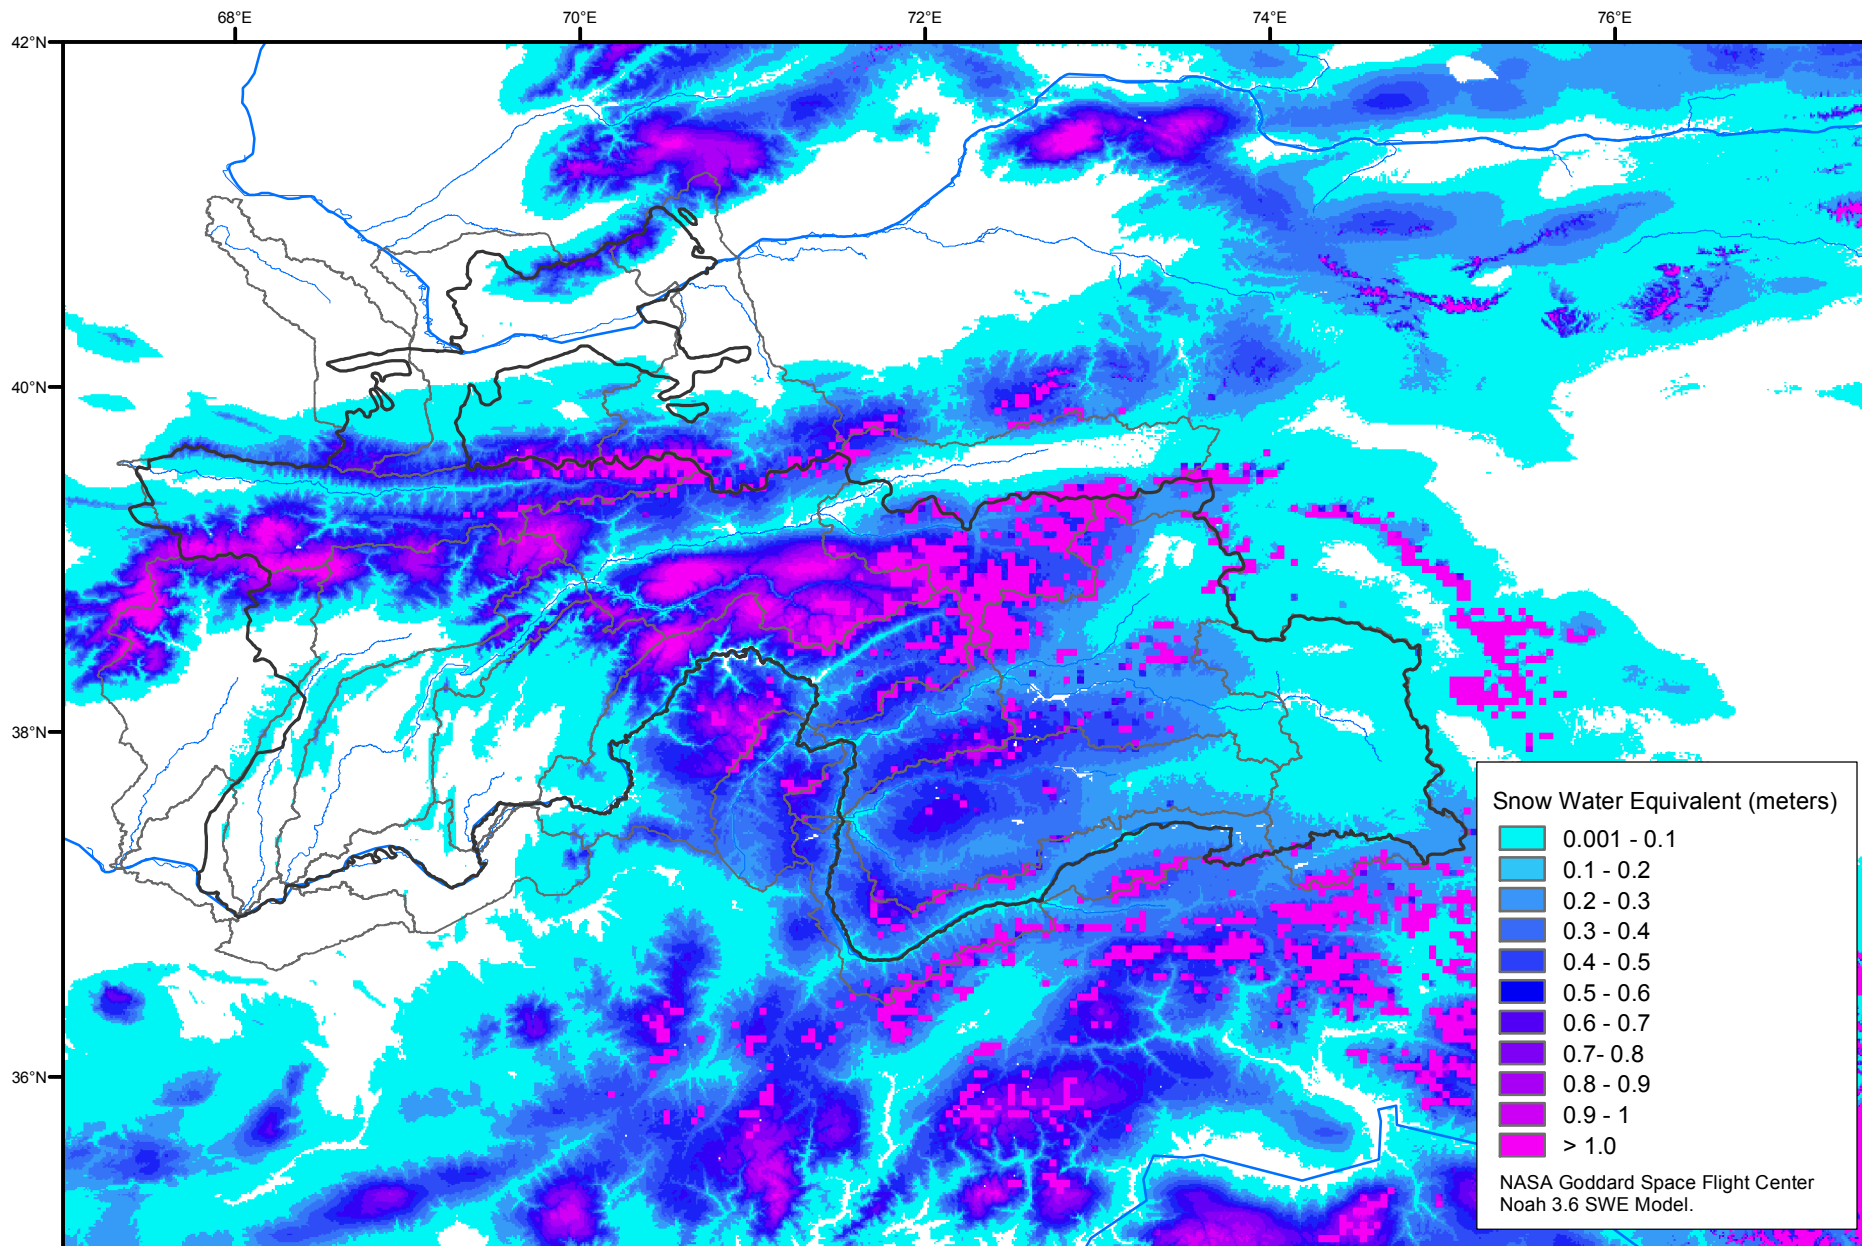 68°E 70°E 72°E 74°E 76°E
42°N
40°N
38°N
36°N
Snow Water Equivalent (meters)
0.001 - 0.1
0.1 - 0.2
0.2 - 0.3
0.3 - 0.4
0.4 - 0.5
0.5 - 0.6
0.6 - 0.7
0.7- 0.8
0.8 - 0.9
0.9 - 1
> 1.0
NASA Goddard Space Flight Center
Noah 3.6 SWE Model.